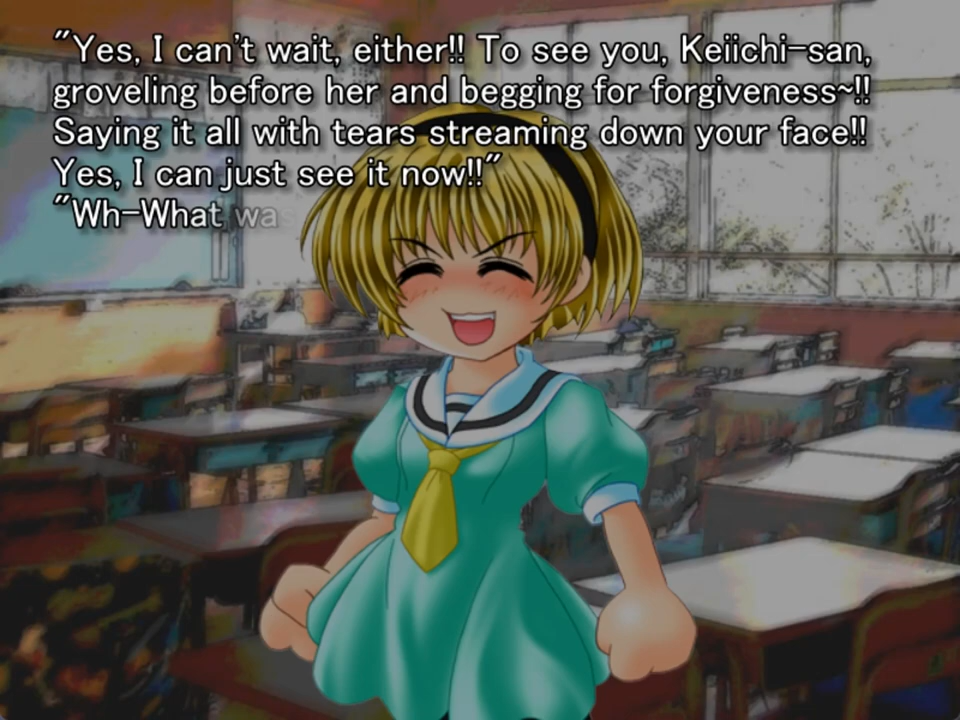 "Yes, I can't wait, either!! To see you, Keiichi-san,
groveling before her and begging for forgiveness~!!
Saying it all with tears streaming down your face!!
Yes, I can just see it now!!"
"Wh-What was